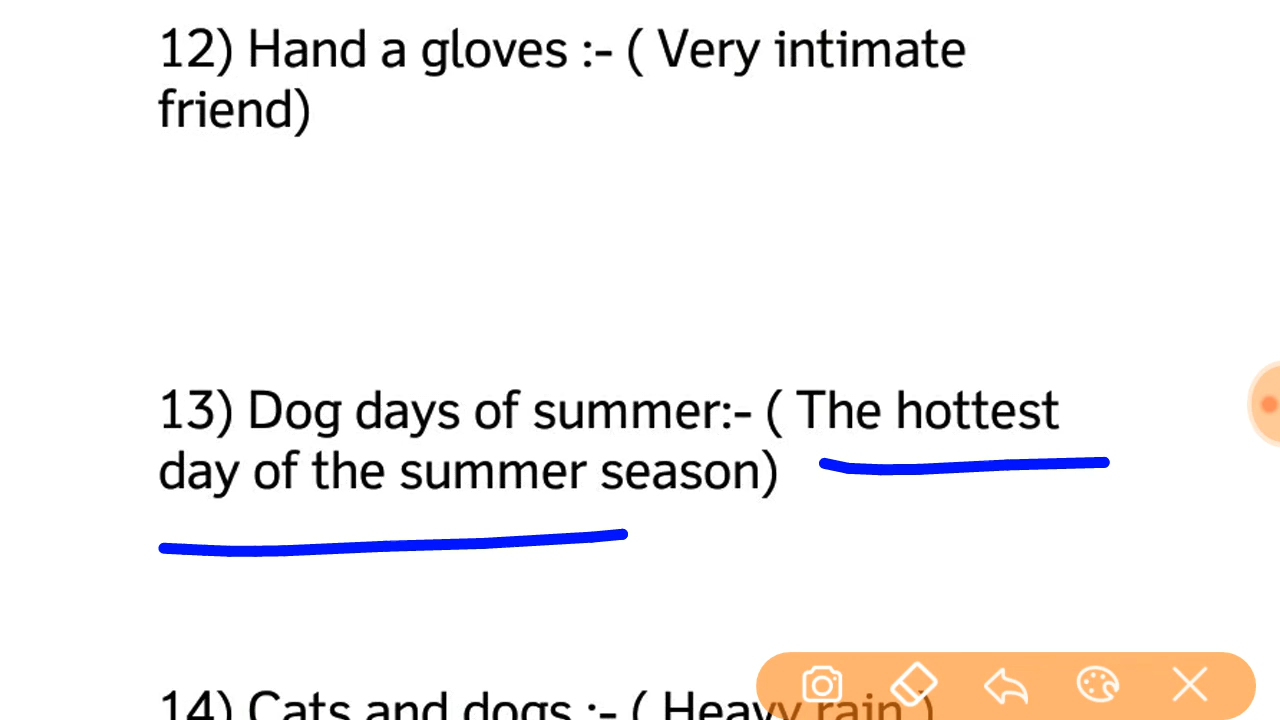 12) Hand a gloves :- ( Very intimate
friend)
13) Dog days of summer:- ( The hottest
day of the summer season)
14) Cats and dogs :- ( Heavy rain )